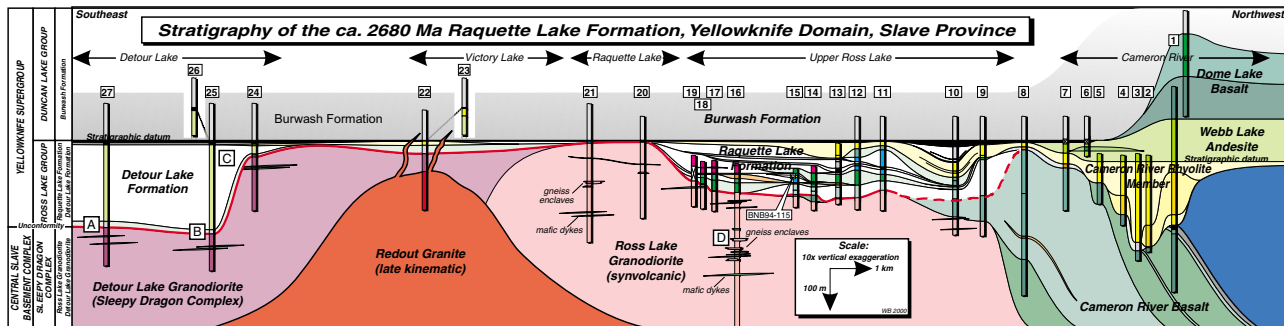 Southeast
Northwest
Stratigraphy of the ca. 2680 Ma Raquette Lake Formation, Yellowknife Domain, Slave Province
Detour Lake
Victory Lake
Raquette Lake
Upper Ross Lake
Cameron River
YELLOWKNIFE SUPERGROUP
DUNCAN LAKE GROUP
Burwash Formation
ROSS LAKE GROUP
Raquette Lake Formation
Detour Lake Formation
Unconformity
CENTRAL SLAVE
BASEMENT COMPLEX
SLEEPY DRAGON
COMPLEX
Ross Lake Granodiorite
Detour Lake Granodiorite
27
26
25
24
22
23
21
20
19
18
17
16
15
14
13
12
11
10
9
8
7
6
5
4
3
2
1
Burwash Formation
Burwash Formation
Stratigraphic datum
Dome Lake
Basalt
Webb Lake
Andesite
Stratigraphic datum
Cameron River Rhyolite
Member
Raquette Lake
Formation
Detour Lake
Formation
A
B
C
D
gneiss
enclaves
mafic dykes
BNB94-115
gneiss enclaves
mafic dykes
Redout Granite
(late kinematic)
Ross Lake
Granodiorite
(synvolcanic)
Detour Lake Granodiorite
(Sleepy Dragon Complex)
Scale:
10x vertical exaggeration
1 km
100 m
WB 2000
Cameron River Basalt